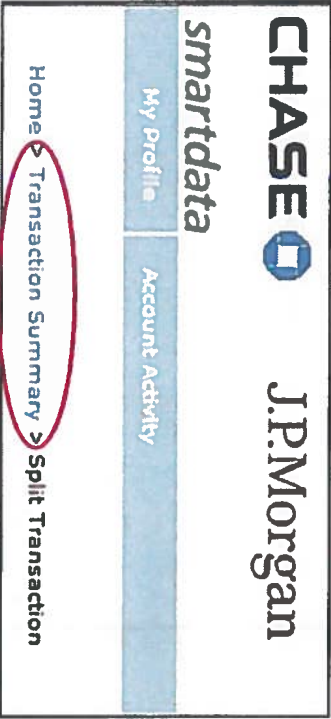 CHASE J.P.Morgan
smartdata
My Profile Account Activity
Home > Transaction Summary > Split Transaction